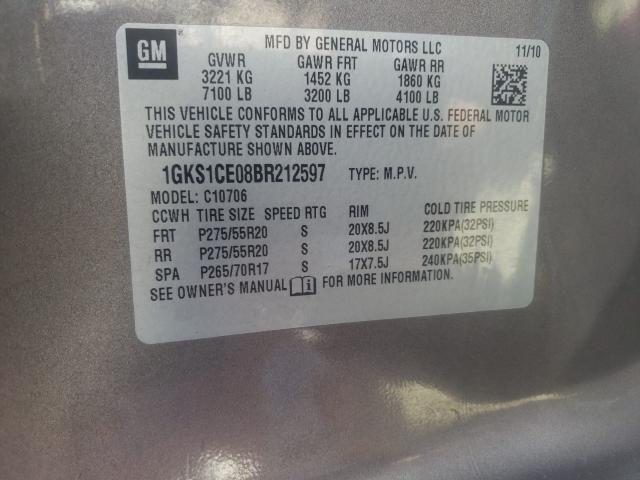 GM
MFD BY GENERAL MOTORS LLC 11/10
GVWR GAWR FRT GAWR RR
3221 KG 1452 KG 1860 KG
7100 LB 3200 LB 4100 LB
THIS VEHICLE CONFORMS TO ALL APPLICABLE U.S. FEDERAL MOTOR
VEHICLE SAFETY STANDARDS IN EFFECT ON THE DATE OF
MANUFACTURE SHOWN ABOVE.
1GKS1CE08BR212597 TYPE: M.P.V.
MODEL: C10706
CCWH TIRE SIZE SPEED RTG RIM COLD TIRE PRESSURE
FRT P275/55R20 S 20X8.5J 220KPA(32PSI)
RR P275/55R20 S 20X8.5J 220KPA(32PSI)
SPA P265/70R17 S 17X7.5J 240KPA(35PSI)
SEE OWNER'S MANUAL i FOR MORE INFORMATION.